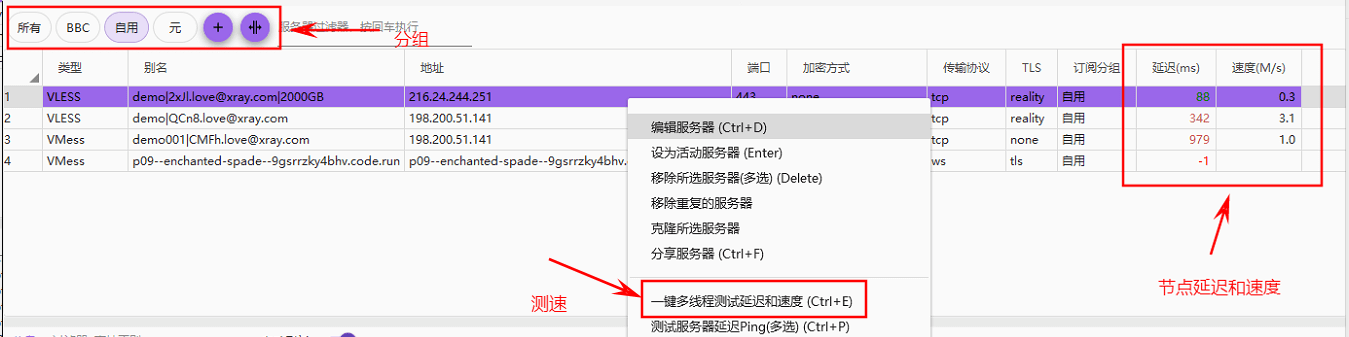 所有 BBC 自用 元 + 服务器过滤器，按回车执行
分组
类型 别名 地址 端口 加密方式 传输协议 TLS 订阅分组 延迟(ms) 速度(M/s)
1 VLESS demo|2xJl.love@xray.com|2000GB 216.24.244.251 443 none tcp reality 自用 88 0.3
2 VLESS demo|QCn8.love@xray.com 198.200.51.141 tcp reality 自用 342 3.1
3 VMess demo001|CMFh.love@xray.com 198.200.51.141 tcp none 自用 979 1.0
4 VMess p09--enchanted-spade--9gsrrzky4bhv.code.run p09--enchanted-spade--9gsrrzky4bhv. ws tls 自用 -1
编辑服务器 (Ctrl+D)
设为活动服务器 (Enter)
移除所选服务器(多选) (Delete)
移除重复的服务器
克隆所选服务器
分享服务器 (Ctrl+F)
一键多线程测试延迟和速度 (Ctrl+E)
测试服务器延迟Ping(多选) (Ctrl+P)
测速
节点延迟和速度